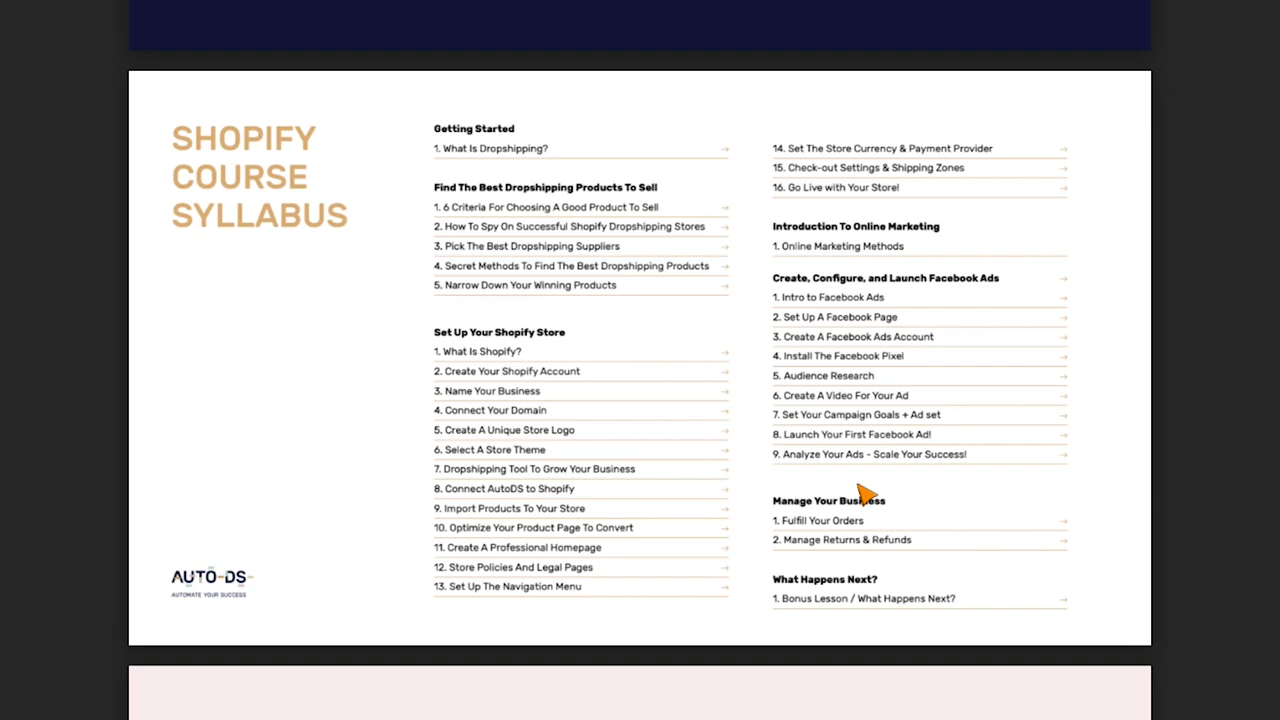 SHOPIFY
COURSE
SYLLABUS
Getting Started
1. What Is Dropshipping?
Find The Best Dropshipping Products To Sell
1. 6 Criteria For Choosing A Good Product To Sell
2. How To Spy On Successful Shopify Dropshipping Stores
3. Pick The Best Dropshipping Suppliers
4. Secret Methods To Find The Best Dropshipping Products
5. Narrow Down Your Winning Products
Set Up Your Shopify Store
1. What Is Shopify?
2. Create Your Shopify Account
3. Name Your Business
4. Connect Your Domain
5. Create A Unique Store Logo
6. Select A Store Theme
7. Dropshipping Tool To Grow Your Business
8. Connect AutoDS to Shopify
9. Import Products To Your Store
10. Optimize Your Product Page To Convert
11. Create A Professional Homepage
12. Store Policies And Legal Pages
13. Set Up The Navigation Menu
14. Set The Store Currency & Payment Provider
15. Check-out Settings & Shipping Zones
16. Go Live with Your Store!
Introduction To Online Marketing
1. Online Marketing Methods
Create, Configure, and Launch Facebook Ads
1. Intro to Facebook Ads
2. Set Up A Facebook Page
3. Create A Facebook Ads Account
4. Install The Facebook Pixel
5. Audience Research
6. Create A Video For Your Ad
7. Set Your Campaign Goals + Ad set
8. Launch Your First Facebook Ad!
9. Analyze Your Ads - Scale Your Success!
Manage Your Business
1. Fulfill Your Orders
2. Manage Returns & Refunds
What Happens Next?
1. Bonus Lesson / What Happens Next?
AUTO-DS
AUTOMATE YOUR SUCCESS